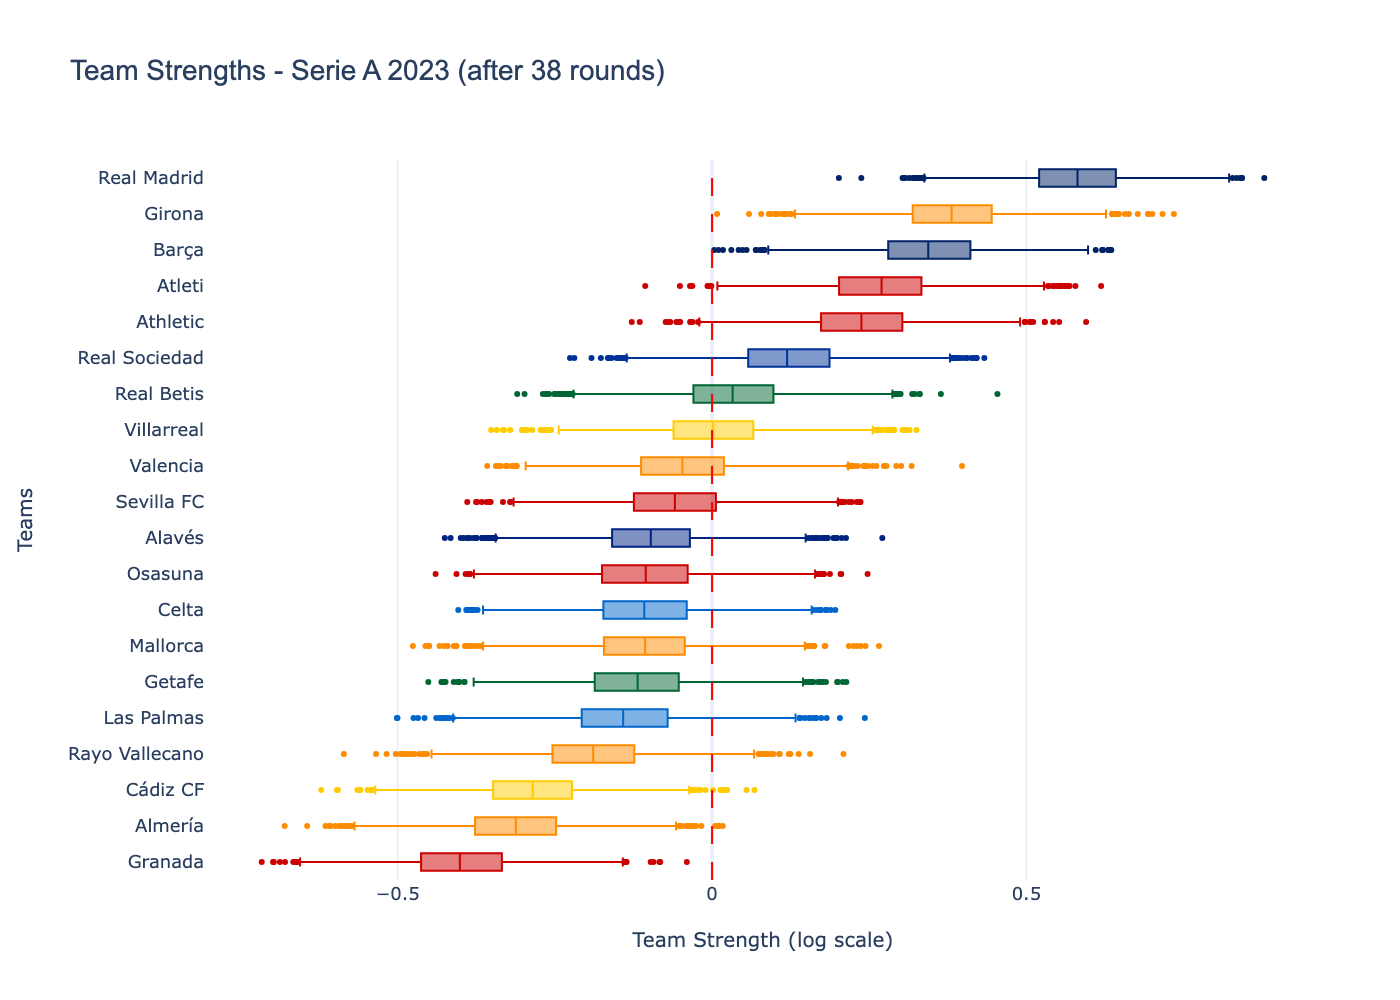 Team Strengths - Serie A 2023 (after 38 rounds)
Real Madrid
Girona
Barça
Atleti
Athletic
Real Sociedad
Real Betis
Villarreal
Valencia
Sevilla FC
Alavés
Osasuna
Celta
Mallorca
Getafe
Las Palmas
Rayo Vallecano
Cádiz CF
Almería
Granada
Teams
−0.5
0
0.5
Team Strength (log scale)